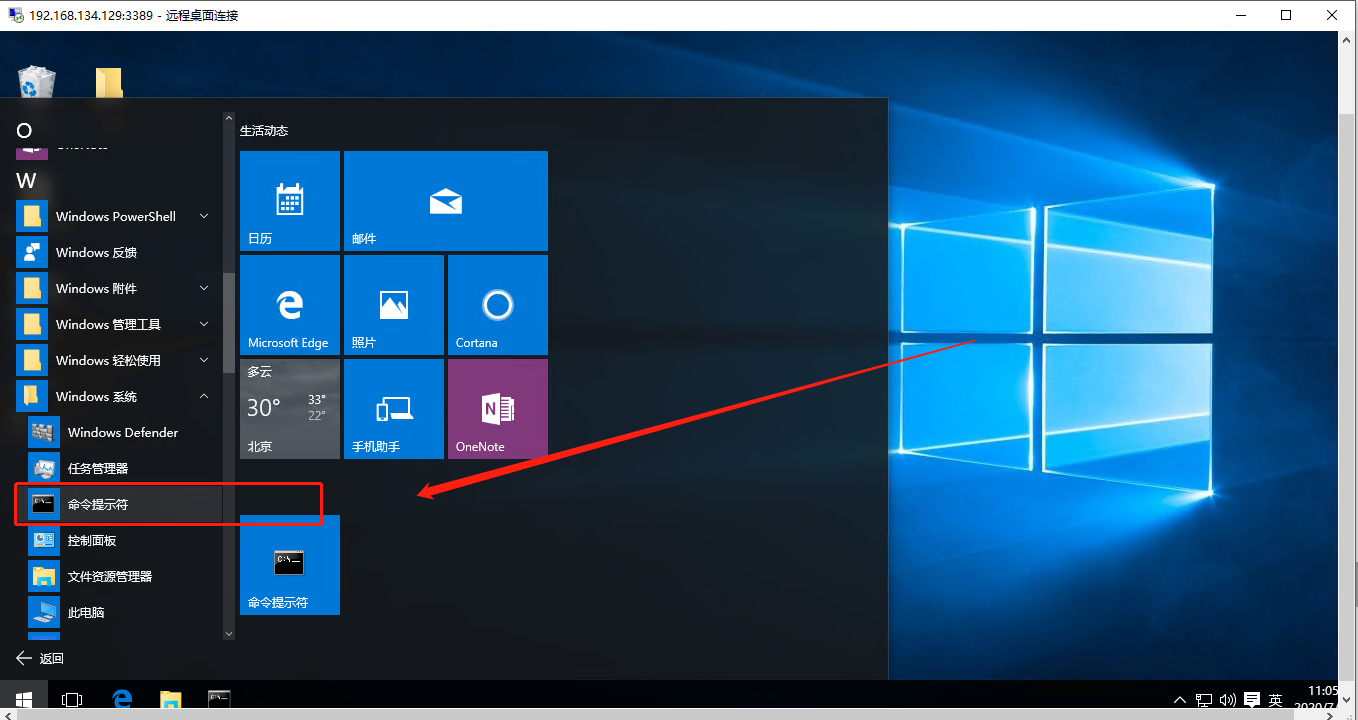 192.168.134.129:3389 - 远程桌面连接
O
W
Windows PowerShell
Windows 反馈
Windows 附件
Windows 管理工具
Windows 轻松使用
Windows 系统
Windows Defender
任务管理器
命令提示符
控制面板
文件资源管理器
此电脑
返回
生活动态
日历
邮件
Microsoft Edge
照片
Cortana
多云
30°
33°
22°
北京
手机助手
OneNote
命令提示符
英
11:05